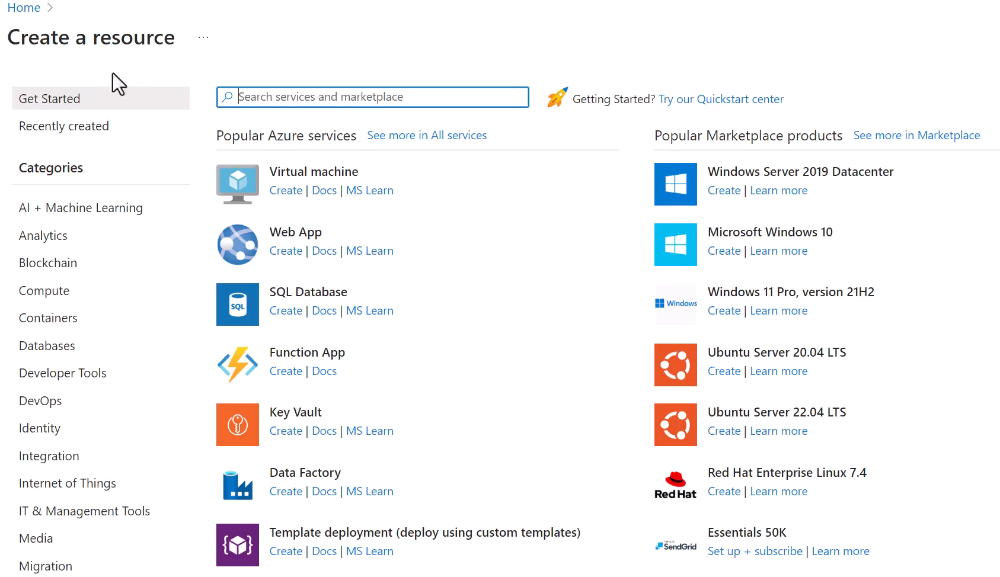 Home >
Create a resource ...
Get Started
Recently created
Categories
AI + Machine Learning
Analytics
Blockchain
Compute
Containers
Databases
Developer Tools
DevOps
Identity
Integration
Internet of Things
IT & Management Tools
Media
Migration
Search services and marketplace
Getting Started? Try our Quickstart center
Popular Azure services See more in All services
Virtual machine
Create | Docs | MS Learn
Web App
Create | Docs | MS Learn
SQL
SQL Database
Create | Docs | MS Learn
Function App
Create | Docs
Key Vault
Create | Docs | MS Learn
Data Factory
Create | Docs | MS Learn
Template deployment (deploy using custom templates)
Create | Docs | MS Learn
Popular Marketplace products See more in Marketplace
Windows Server 2019 Datacenter
Create | Learn more
Microsoft Windows 10
Create | Learn more
Windows
Windows 11 Pro, version 21H2
Create | Learn more
Ubuntu Server 20.04 LTS
Create | Learn more
Ubuntu Server 22.04 LTS
Create | Learn more
Red Hat
Red Hat Enterprise Linux 7.4
Create | Learn more
TWILIO
SendGrid
Essentials 50K
Set up + subscribe | Learn more